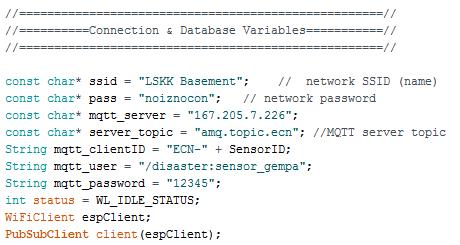 //=================================================//
//==========Connection & Database Variables===========//
//=================================================//
const char* ssid = "LSKK Basement";    //  network SSID (name)
const char* pass = "noiznocon";   // network password
const char* mqtt_server = "167.205.7.226";
const char* server_topic = "amq.topic.ecn"; //MQTT server topic
String mqtt_clientID = "ECN-" + SensorID;
String mqtt_user = "/disaster:sensor_gempa";
String mqtt_password = "12345";
int status = WL_IDLE_STATUS;
WiFiClient espClient;
PubSubClient client(espClient);